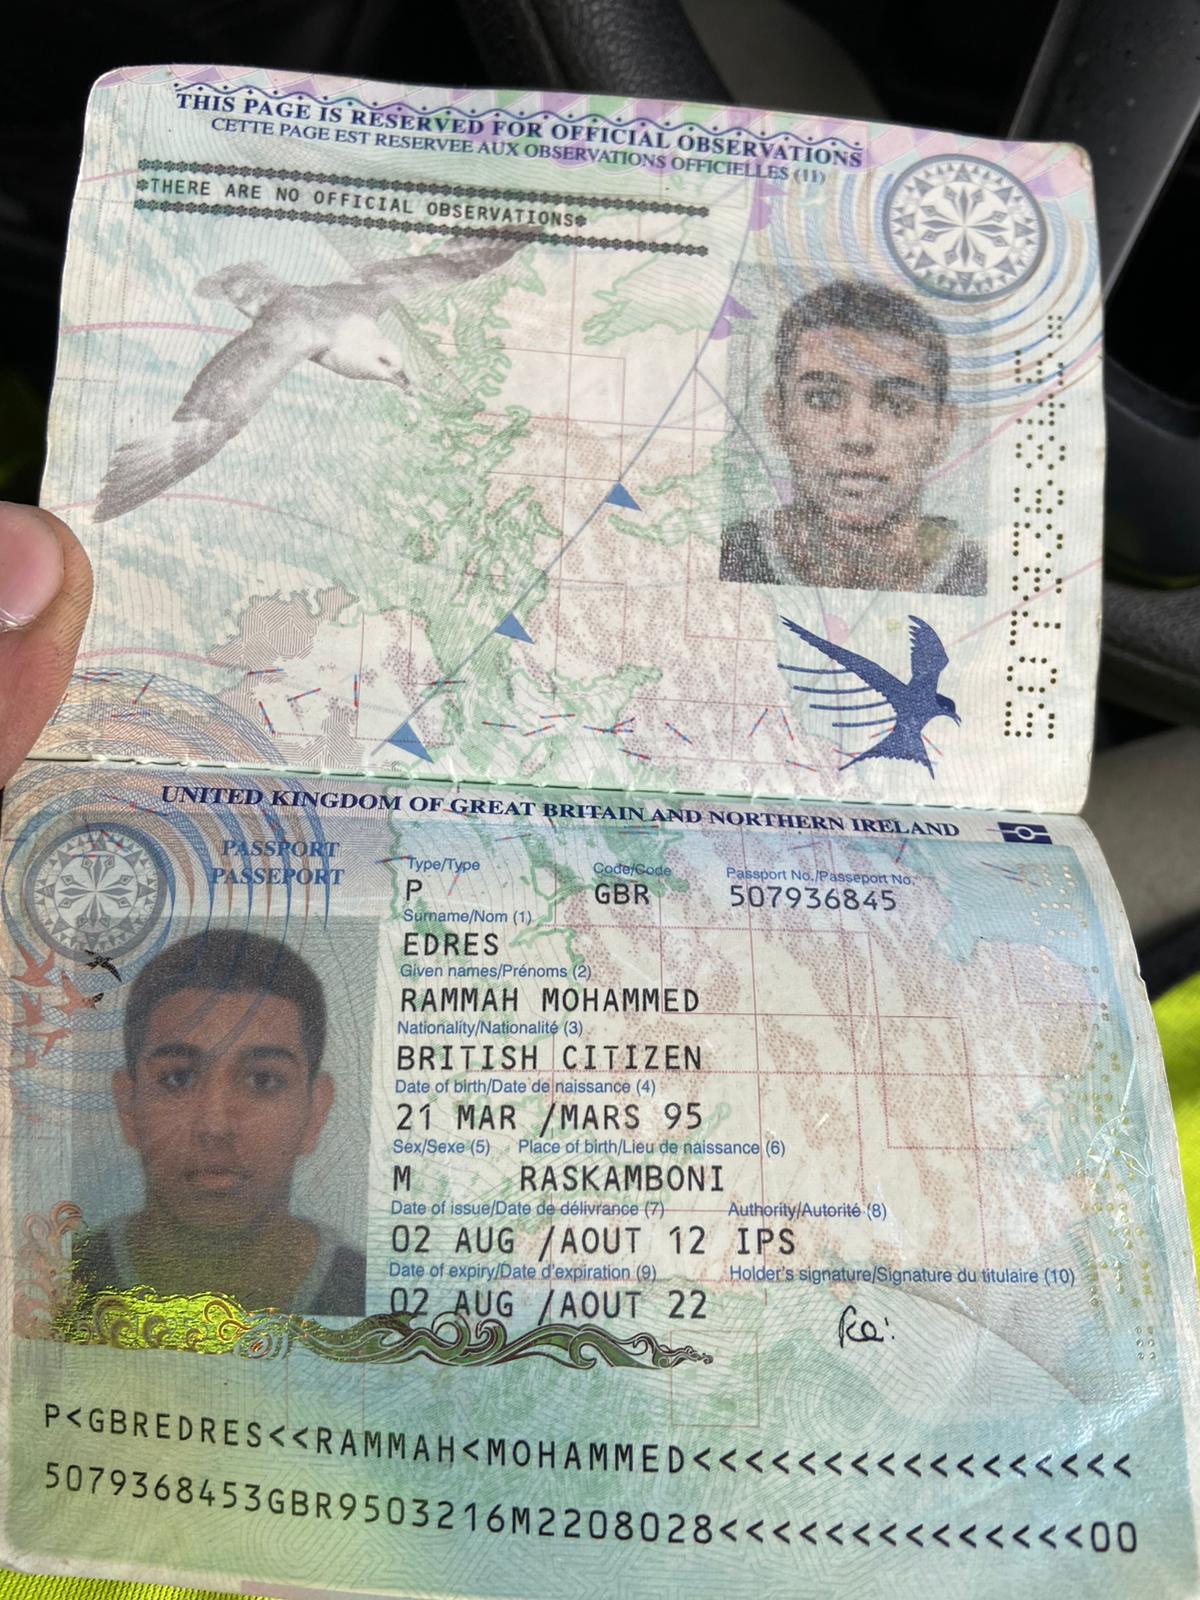 THIS PAGE IS RESERVED FOR OFFICIAL OBSERVATIONS
CETTE PAGE EST RESERVEE AUX OBSERVATIONS OFFICIELLES (11)
*THERE ARE NO OFFICIAL OBSERVATIONS*
507936845
UNITED KINGDOM OF GREAT BRITAIN AND NORTHERN IRELAND
PASSPORT
PASSEPORT
Type/Type Code/Code Passport No./Passeport No.
P GBR 507936845
Surname/Nom (1)
EDRES
Given names/Prénoms (2)
RAMMAH MOHAMMED
Nationality/Nationalité (3)
BRITISH CITIZEN
Date of birth/Date de naissance (4)
21 MAR /MARS 95
Sex/Sexe (5) Place of birth/Lieu de naissance (6)
M RASKAMBONI
Date of issue/Date de délivrance (7) Authority/Autorité (8)
02 AUG /AOUT 12 IPS
Date of expiry/Date d'expiration (9) Holder's signature/Signature du titulaire (10)
02 AUG /AOUT 22
P<GBREDRES<<RAMMAH<MOHAMMED<<<<<<<<<<<<<<<<<
5079368453GBR9503216M2208028<<<<<<<<<<<<<<00